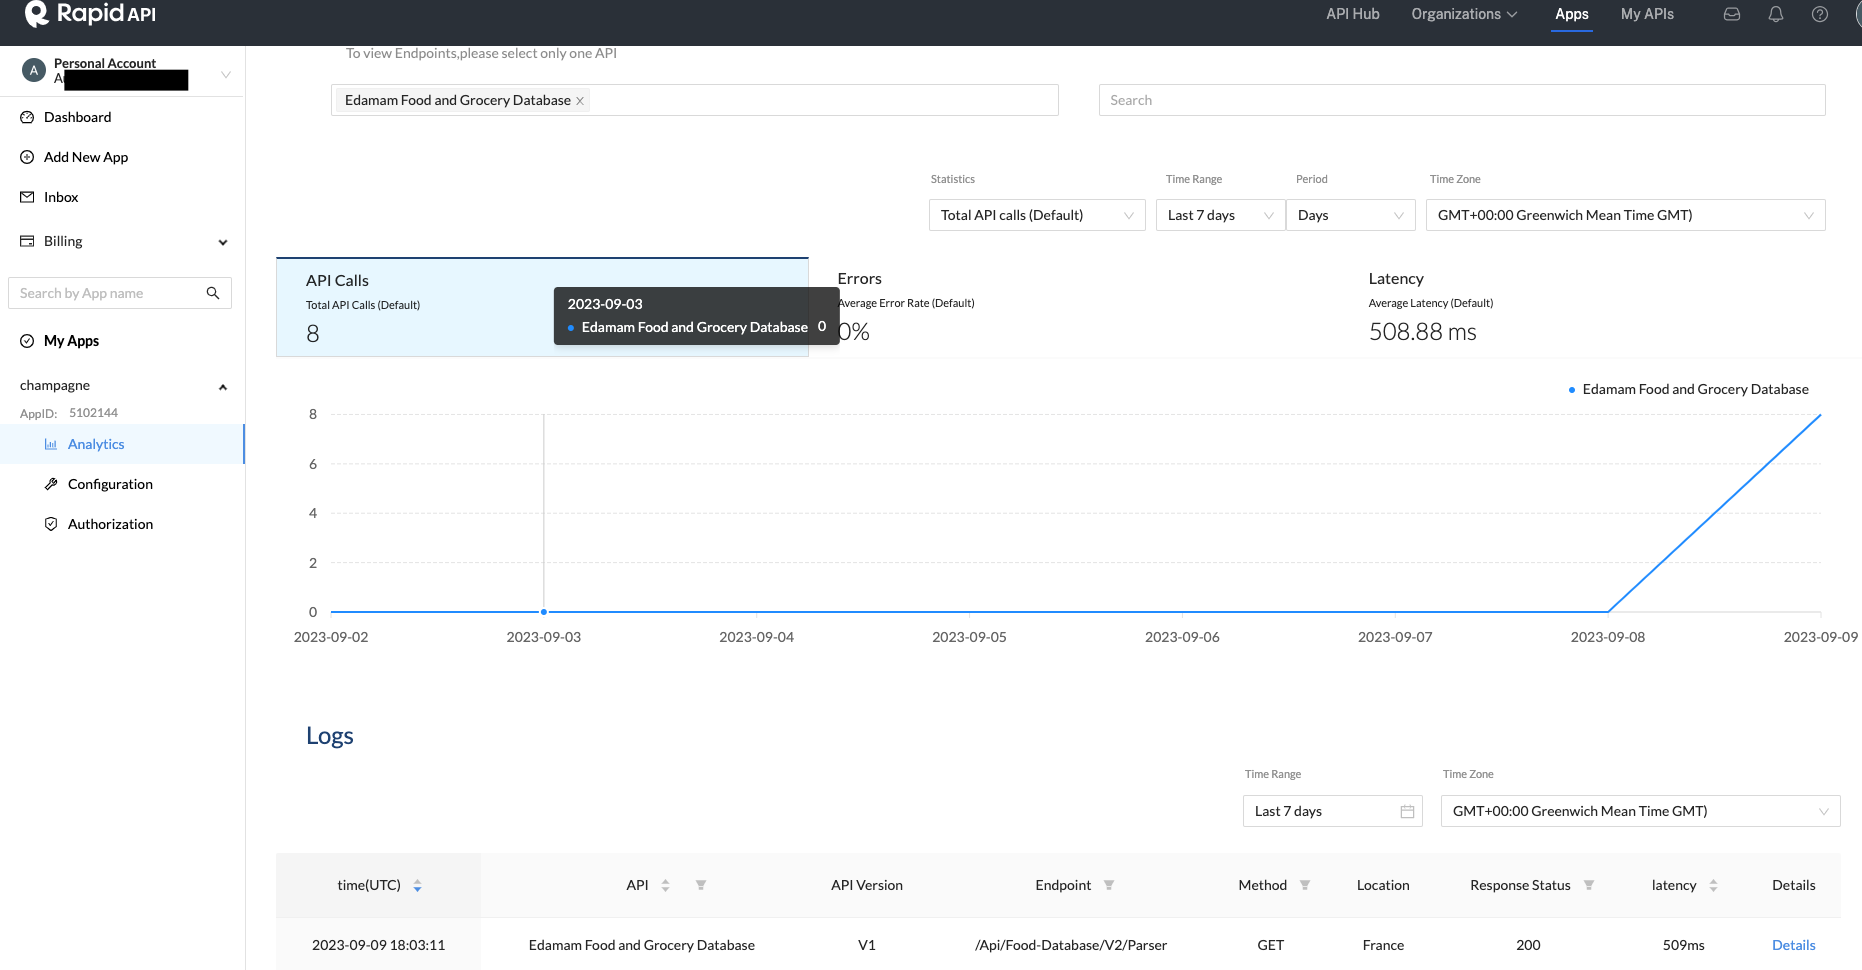 Rapid API
API Hub Organizations Apps My APIs
A Personal Account
To view Endpoints,please select only one API
Edamam Food and Grocery Database
Search
Dashboard
Add New App
Inbox
Billing
Search by App name
My Apps
champagne
AppID: 5102144
Analytics
Configuration
Authorization
Statistics Time Range Period Time Zone
Total API calls (Default) Last 7 days Days GMT+00:00 Greenwich Mean Time GMT)
API Calls
Total API Calls (Default)
8
2023-09-03
Edamam Food and Grocery Database 0
Errors
Average Error Rate (Default)
0%
Latency
Average Latency (Default)
508.88 ms
Edamam Food and Grocery Database
8
6
4
2
0
2023-09-02 2023-09-03 2023-09-04 2023-09-05 2023-09-06 2023-09-07 2023-09-08 2023-09-09
Logs
Time Range Time Zone
Last 7 days GMT+00:00 Greenwich Mean Time GMT)
time(UTC) API API Version Endpoint Method Location Response Status latency Details
2023-09-09 18:03:11 Edamam Food and Grocery Database V1 /Api/Food-Database/V2/Parser GET France 200 509ms Details